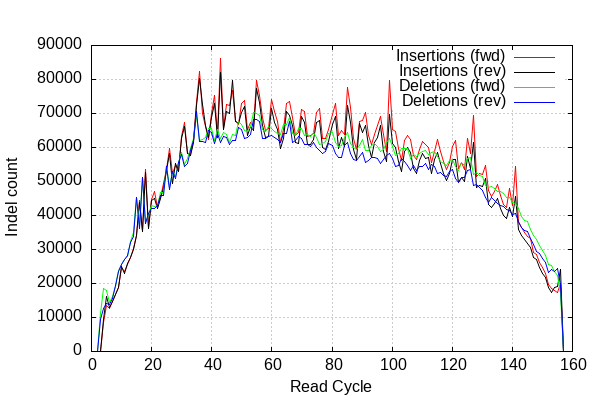 90000
80000
70000
60000
50000
40000
30000
20000
10000
0
Indel count
Insertions (fwd)
Insertions (rev)
Deletions (fwd)
Deletions (rev)
0 20 40 60 80 100 120 140 160
Read Cycle